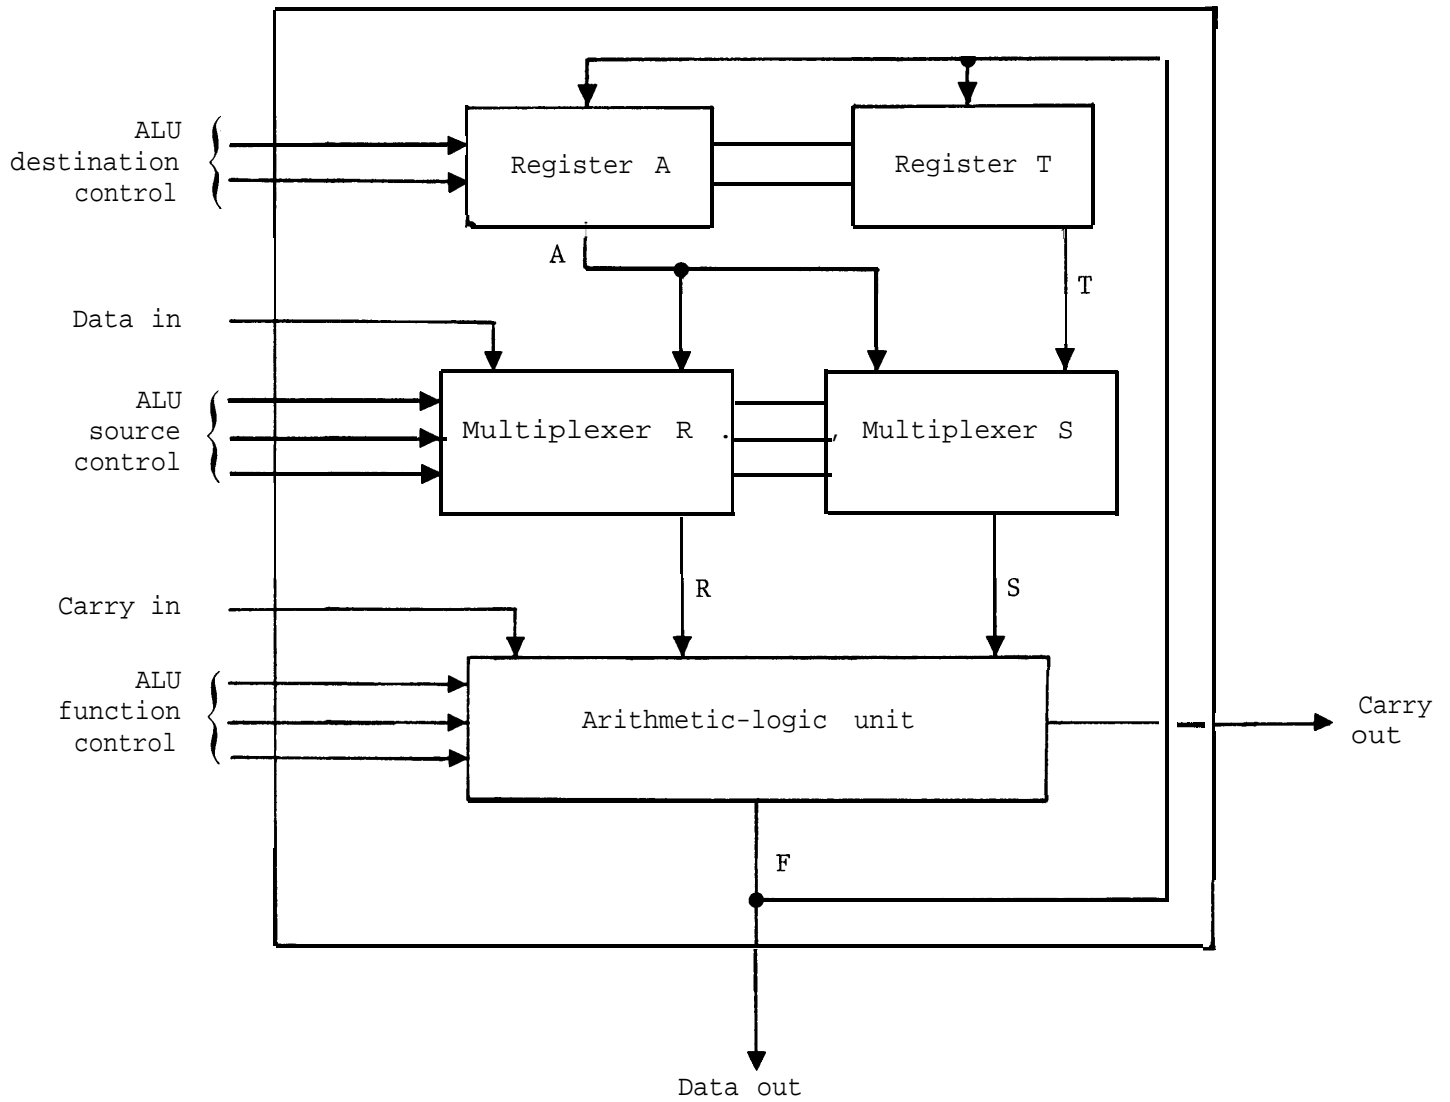 ALU
destination
control
Register A
Register T
A
T
Data in
ALU
source
control
Multiplexer R
Multiplexer S
R
S
Carry in
ALU
function
control
Arithmetic-logic unit
Carry
out
F
Data out